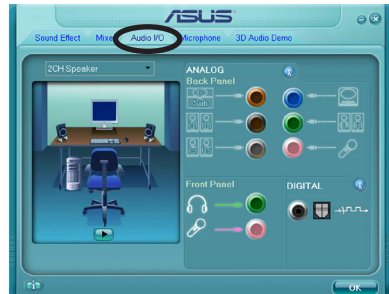 ASUS
Sound Effect Mixer Audio I/O Microphone 3D Audio Demo
2CH Speaker
ANALOG
Back Panel
Sub
Front Panel
DIGITAL
OK